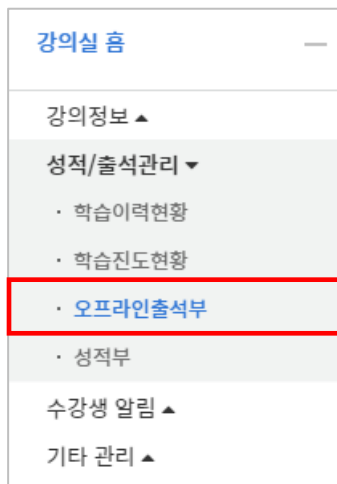 강의실 홈
강의정보 ▲
성적/출석관리 ▼
· 학습이력현황
· 학습진도현황
· 오프라인출석부
· 성적부
수강생 알림 ▲
기타 관리 ▲